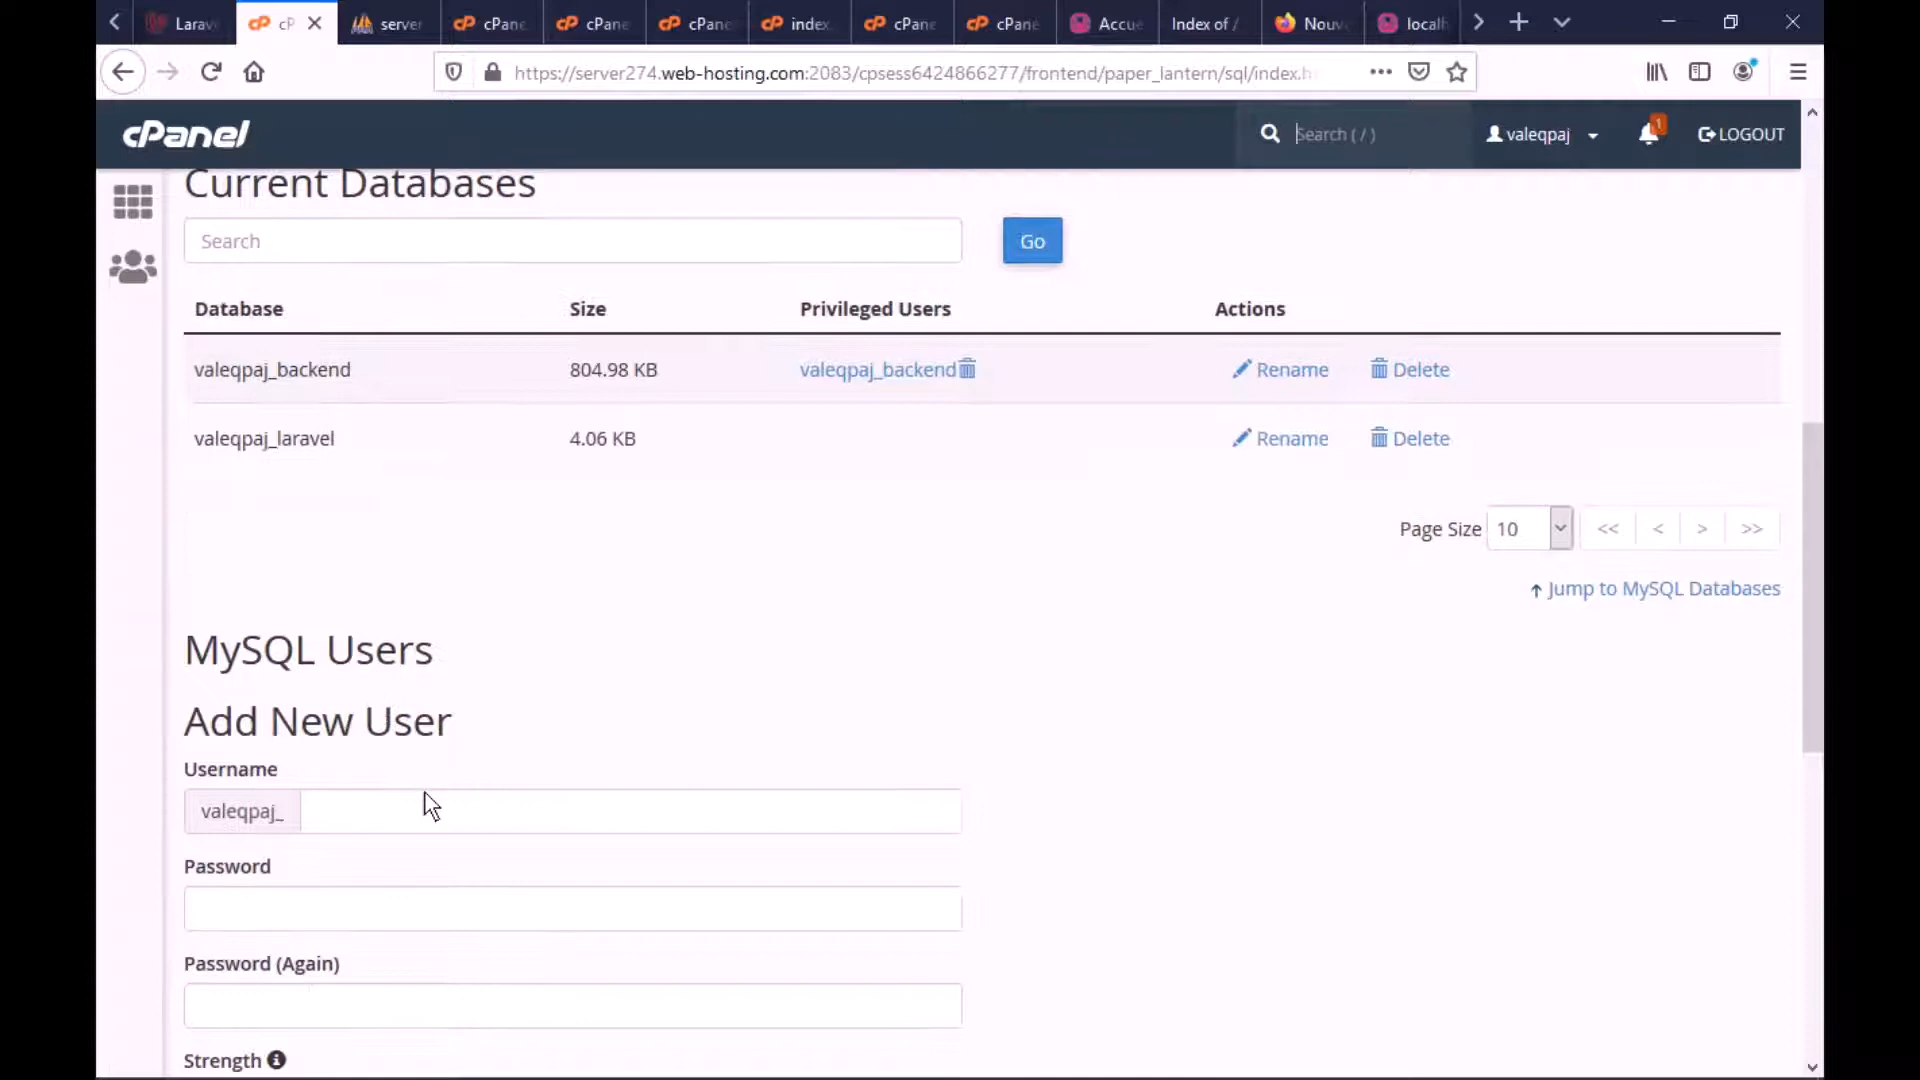 Larav
cP
server
cPane
cPane
cPane
index.
cPane
cPane
Accue
Index of /
Nouv
localh
https://server274.web-hosting.com:2083/cpsess6424866277/frontend/paper_lantern/sql/index.h
cPanel
Search ( / )
valeqpaj
1
LOGOUT
Current Databases
Search
Go
Database Size Privileged Users Actions
valeqpaj_backend 804.98 KB valeqpaj_backend Rename Delete
valeqpaj_laravel 4.06 KB Rename Delete
Page Size 10 << < > >>
Jump to MySQL Databases
MySQL Users
Add New User
Username
valeqpaj_
Password
Password (Again)
Strength